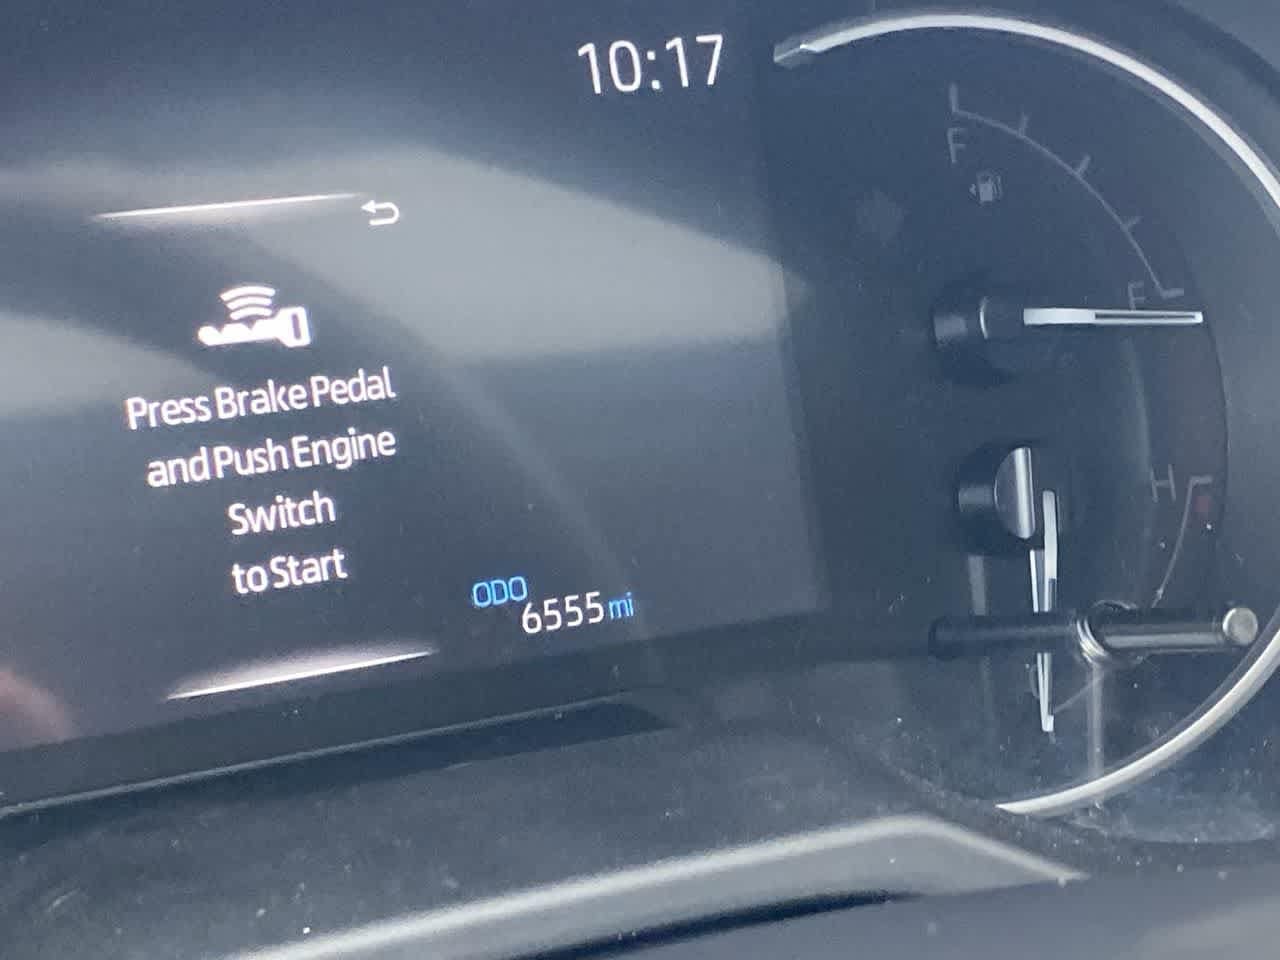 10:17
F
Press Brake Pedal
and Push Engine
Switch
to Start
E
H
ODO
6555 mi